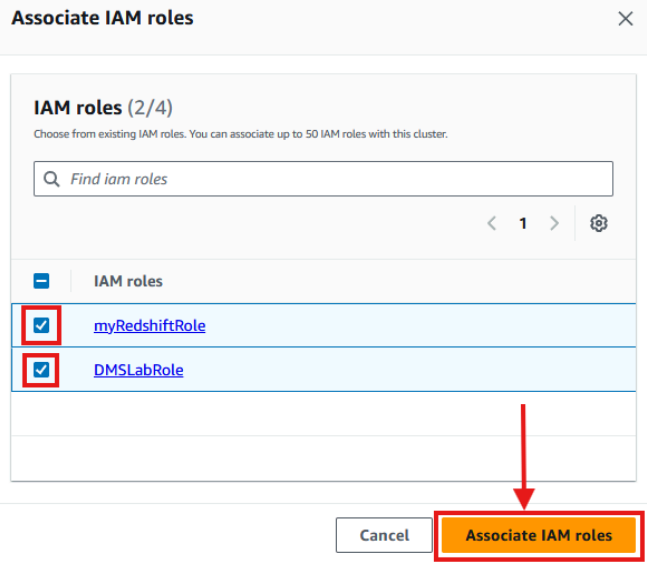 Associate IAM roles
IAM roles (2/4)
Choose from existing IAM roles. You can associate up to 50 IAM roles with this cluster.
Find iam roles
1
IAM roles
myRedshiftRole
DMSLabRole
Cancel
Associate IAM roles